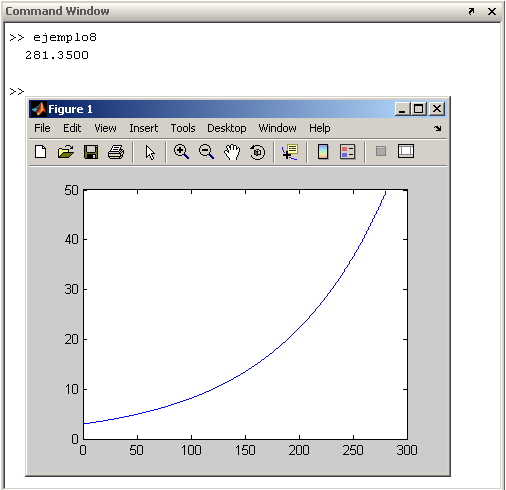 Command Window
>> ejemplo8
281.3500
>>
Figure 1
File Edit View Insert Tools Desktop Window Help
50
40
30
20
10
0
0 50 100 150 200 250 300